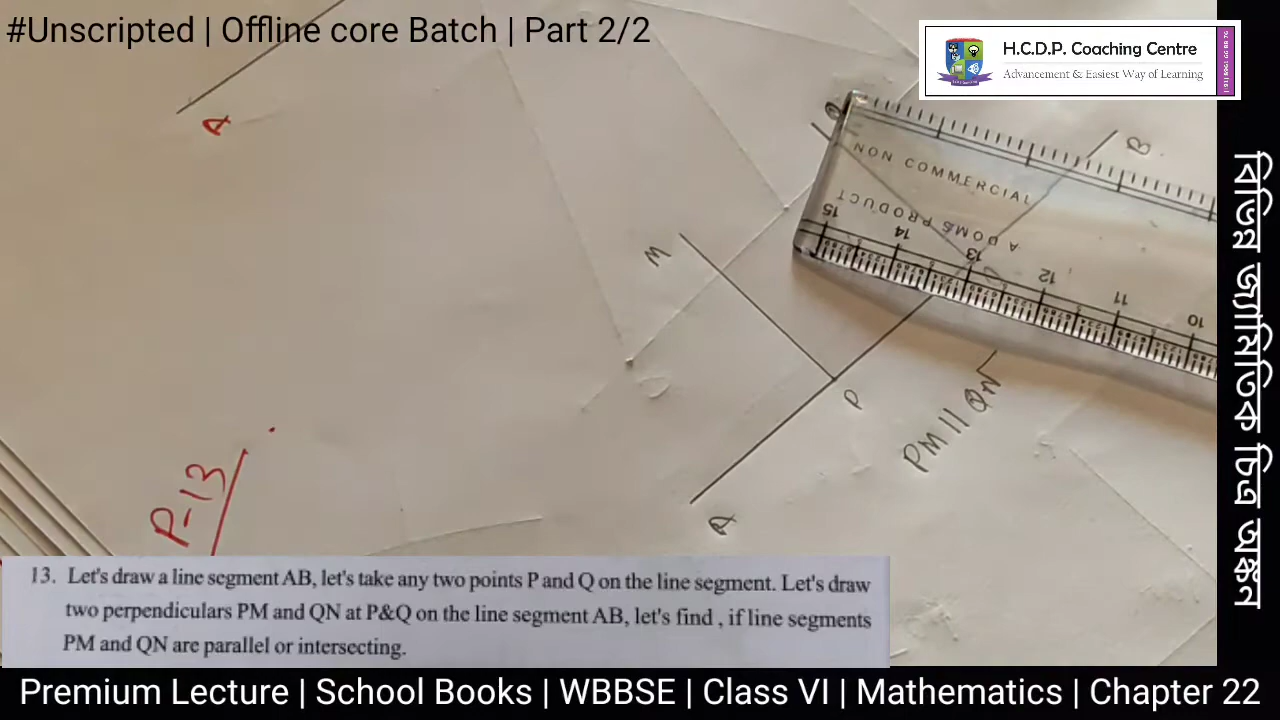 #Unscripted | Offline core Batch | Part 2/2
H.C.D.P. Coaching Centre
Advancement & Easiest Way of Learning
A
B
M
NON COMMERCIAL
A DOMS PRODUCT
15 14 13 12 11 10
P
A
PM || QN
P-13
বিভিন্ন জ্যামিতিক চিত্র অঙ্কন
13. Let's draw a line segment AB, let's take any two points P and Q on the line segment. Let's draw
two perpendiculars PM and QN at P&Q on the line segment AB, let's find , if line segments
PM and QN are parallel or intersecting.
Premium Lecture | School Books | WBBSE | Class VI | Mathematics | Chapter 22